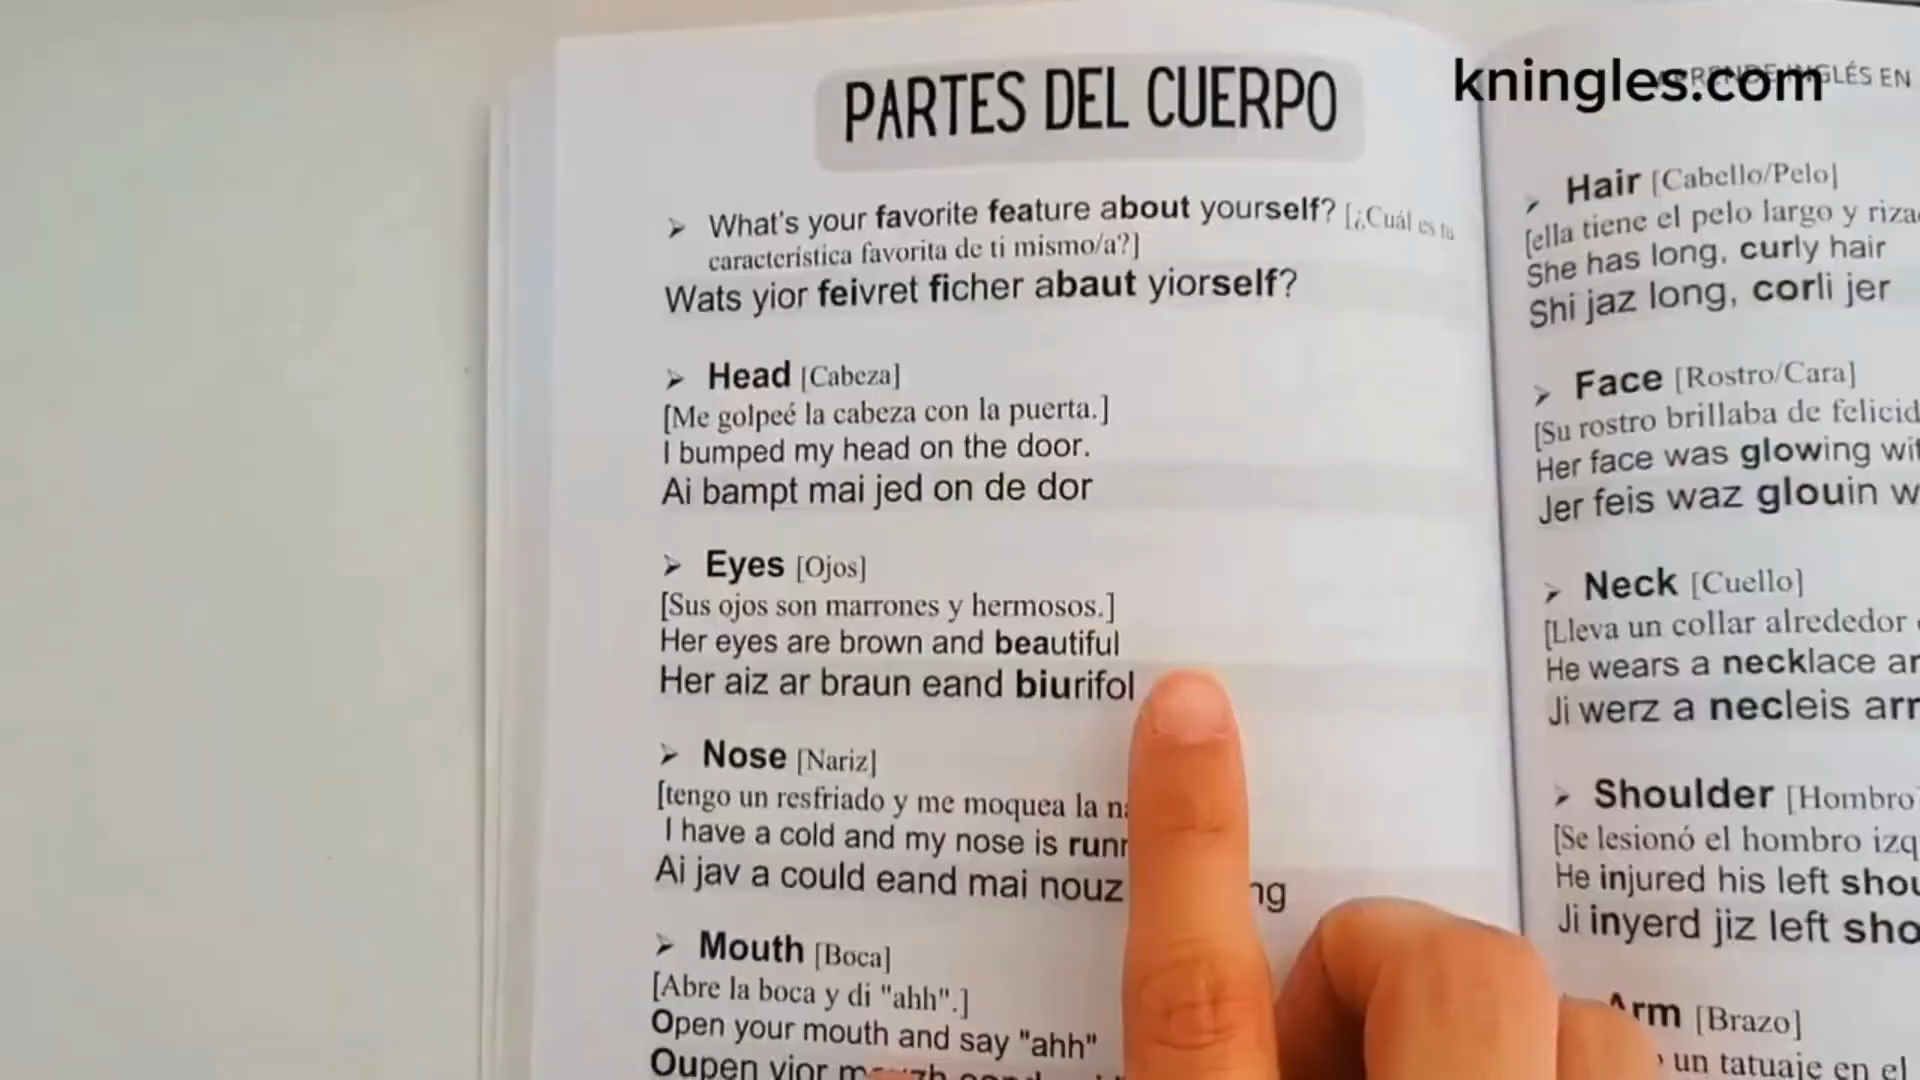 kningles.com
PARTES DEL CUERPO
➢ What's your favorite feature about yourself? [¿Cuál es tu
característica favorita de ti mismo/a?]
Wats yior feivret ficher abaut yiorself?
➢ Head [Cabeza]
[Me golpeé la cabeza con la puerta.]
I bumped my head on the door.
Ai bampt mai jed on de dor
➢ Eyes [Ojos]
[Sus ojos son marrones y hermosos.]
Her eyes are brown and beautiful
Her aiz ar braun eand biurifol
➢ Nose [Nariz]
[tengo un resfriado y me moquea la
I have a cold and my nose is
Ai jav a could eand mai nouz
➢ Mouth [Boca]
[Abre la boca y di "ahh".]
Open your mouth and say "ahh"
Oupen yior
INGLÉS EN
➢ Hair [Cabello/Pelo]
[ella tiene el pelo largo y
She has long, curly hair
Shi jaz long, corli jer
➢ Face [Rostro/Cara]
[Su rostro brillaba de
Her face was glowing
Jer feis waz glouin
➢ Neck [Cuello]
[Lleva un collar alrededor
He wears a necklace
Ji werz a necleis
➢ Shoulder [Hombro]
[Se lesionó el hombro
He injured his left
Ji inyerd jiz left
Arm [Brazo]
un tatuaje en el